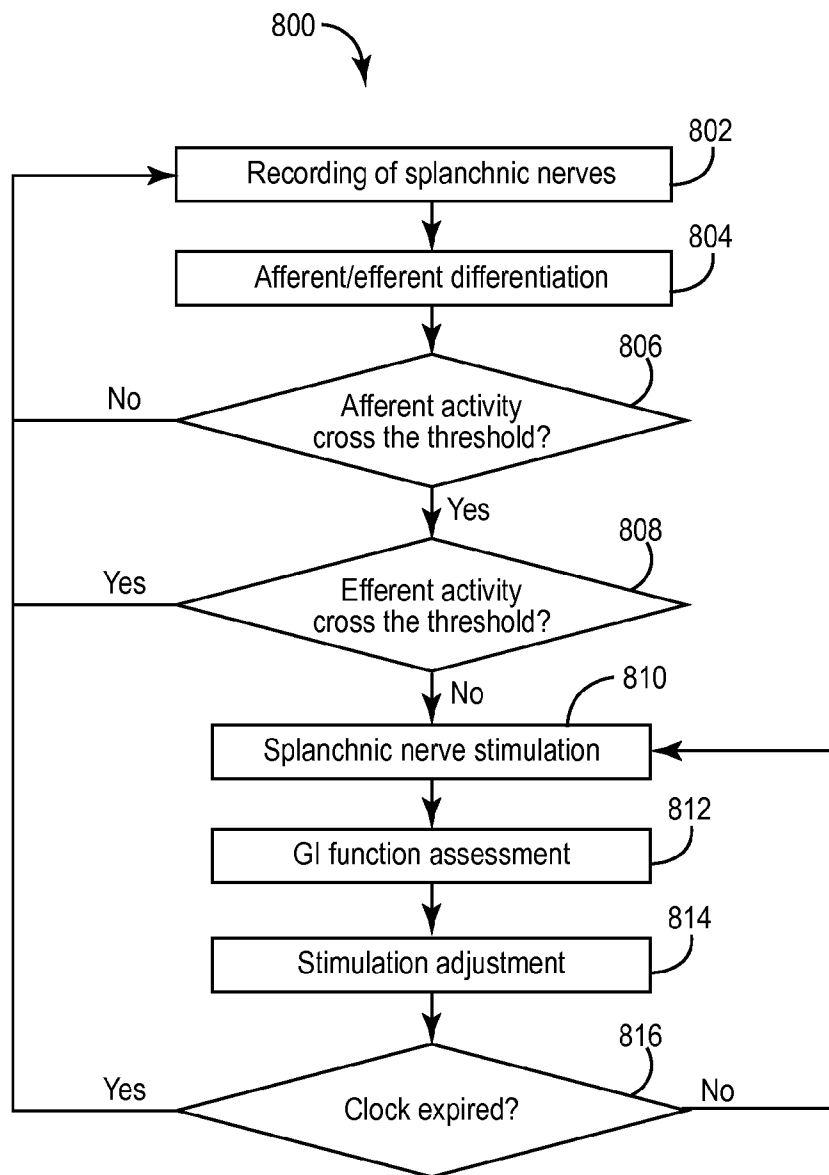 800
802
Recording of splanchnic nerves
804
Afferent/efferent differentiation
806
No
Afferent activity
cross the threshold?
Yes
808
Yes
Efferent activity
cross the threshold?
No
810
Splanchnic nerve stimulation
812
GI function assessment
814
Stimulation adjustment
816
Yes
Clock expired?
No